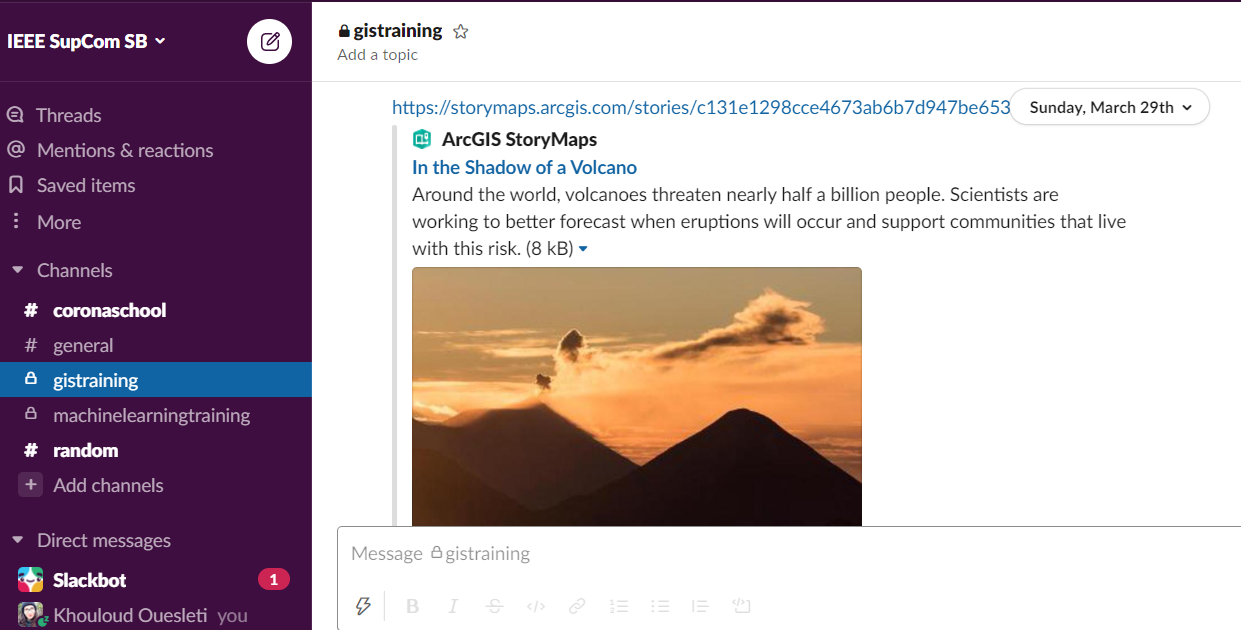 IEEE SupCom SB
Threads
Mentions & reactions
Saved items
More
Channels
# coronaschool
# general
gistraining
machinelearningtraining
# random
+ Add channels
Direct messages
Slackbot 1
Khouloud Ouesleti you
gistraining
Add a topic
https://storymaps.arcgis.com/stories/c131e1298cce4673ab6b7d947be653
Sunday, March 29th
ArcGIS StoryMaps
In the Shadow of a Volcano
Around the world, volcanoes threaten nearly half a billion people. Scientists are
working to better forecast when eruptions will occur and support communities that live
with this risk. (8 kB)
Message gistraining
B I S </>